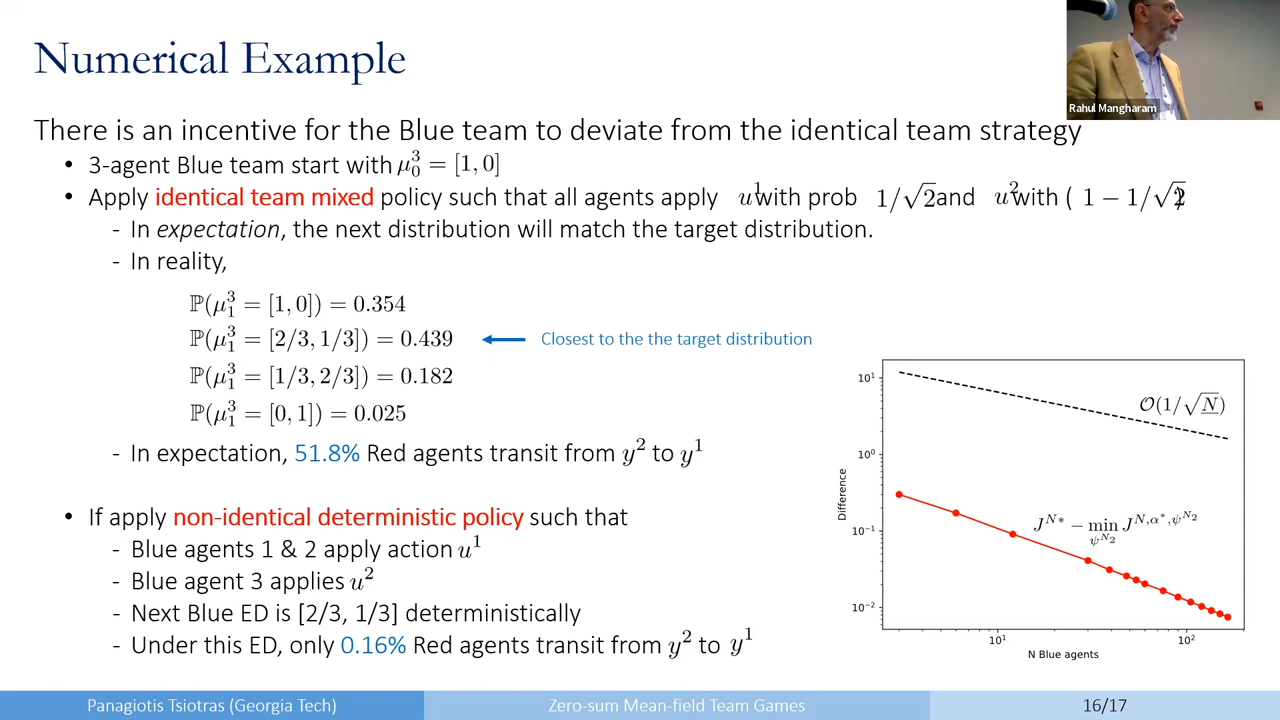 Numerical Example
Rahul Mangharam
There is an incentive for the Blue team to deviate from the identical team strategy
• 3-agent Blue team start with μ₀³ = [1, 0]
• Apply identical team mixed policy such that all agents apply u¹ with prob 1/√2 and u² with ( 1 − 1/√2 )
- In expectation, the next distribution will match the target distribution.
- In reality,
ℙ(μ₁³ = [1, 0]) = 0.354
ℙ(μ₁³ = [2/3, 1/3]) = 0.439
Closest to the the target distribution
ℙ(μ₁³ = [1/3, 2/3]) = 0.182
ℙ(μ₁³ = [0, 1]) = 0.025
- In expectation, 51.8% Red agents transit from y² to y¹
• If apply non-identical deterministic policy such that
- Blue agents 1 & 2 apply action u¹
- Blue agent 3 applies u²
- Next Blue ED is [2/3, 1/3] deterministically
- Under this ED, only 0.16% Red agents transit from y² to y¹
10¹
10⁰
10⁻¹
10⁻²
Difference
𝒪(1/√N̲)
J^{N*} − min_{ψ^{N₂}} J^{N,α*,ψ^{N₂}}
10¹ 10²
N Blue agents
Panagiotis Tsiotras (Georgia Tech) Zero-sum Mean-field Team Games 16/17